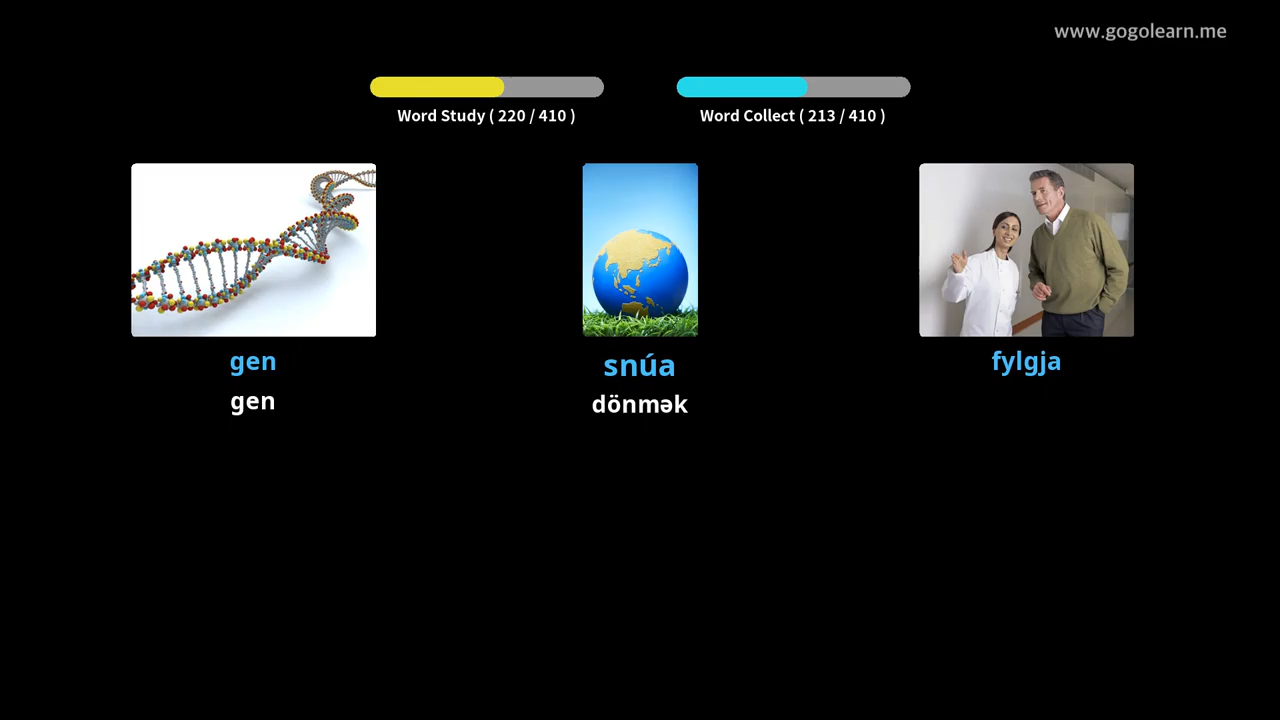 www.gogolearn.me
Word Study ( 220 / 410 )
Word Collect ( 213 / 410 )
gen
gen
snúa
dönmək
fylgja